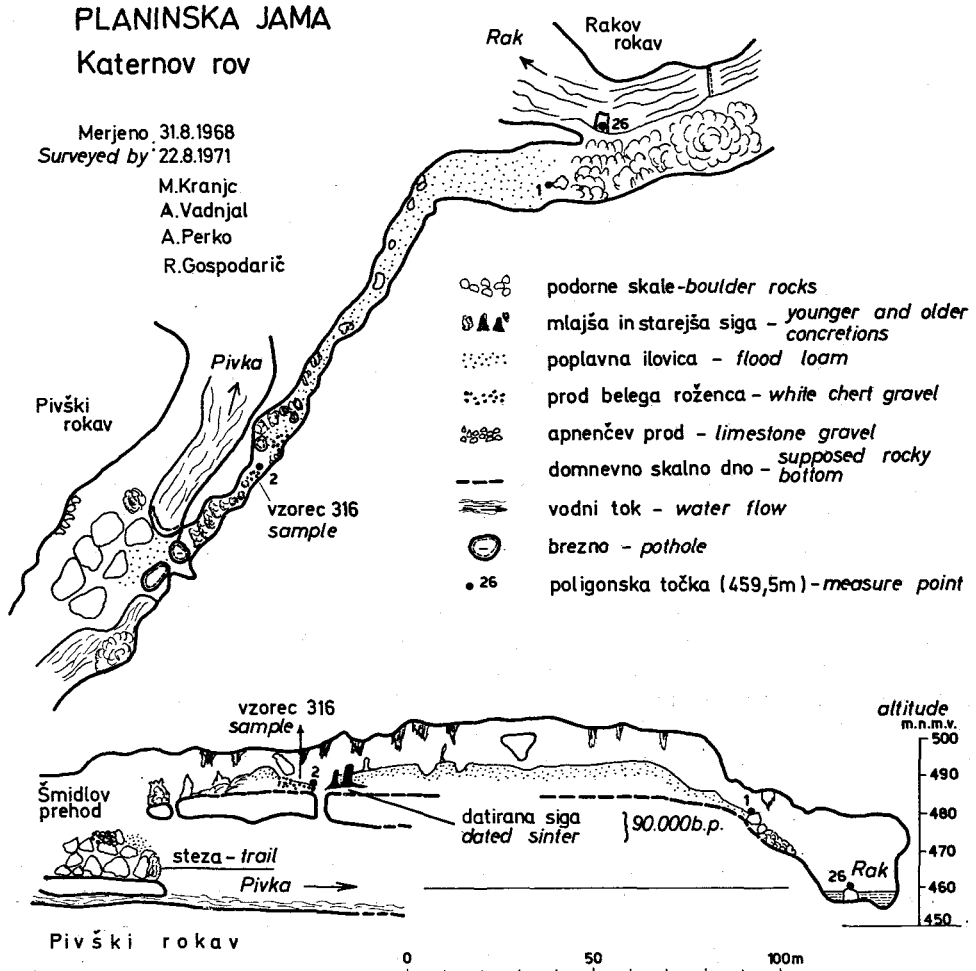 PLANINSKA JAMA
Katernov rov
Merjeno 31.8.1968
Surveyed by: 22.8.1971
M.Kranjc
A.Vadnjal
A.Perko
R.Gospodarič
Rak
Rakov
rokav
26
1
Pivka
Pivški
rokav
2
vzorec 316
sample
podorne skale - boulder rocks
mlajša in starejša siga - younger and older
concretions
poplavna ilovica - flood loam
prod belega roženca - white chert gravel
apnenčev prod - limestone gravel
domnevno skalno dno - supposed rocky
bottom
vodni tok - water flow
brezno - pothole
26 poligonska točka (459,5m) - measure point
vzorec 316
sample
altitude
m.n.m.v.
500
490
480
470
460
450
2
1
Šmidlov
prehod
datirana siga
dated sinter
}90.000 b.p.
steza - trail
Pivka
26 Rak
Pivški rokav
0 50 100m